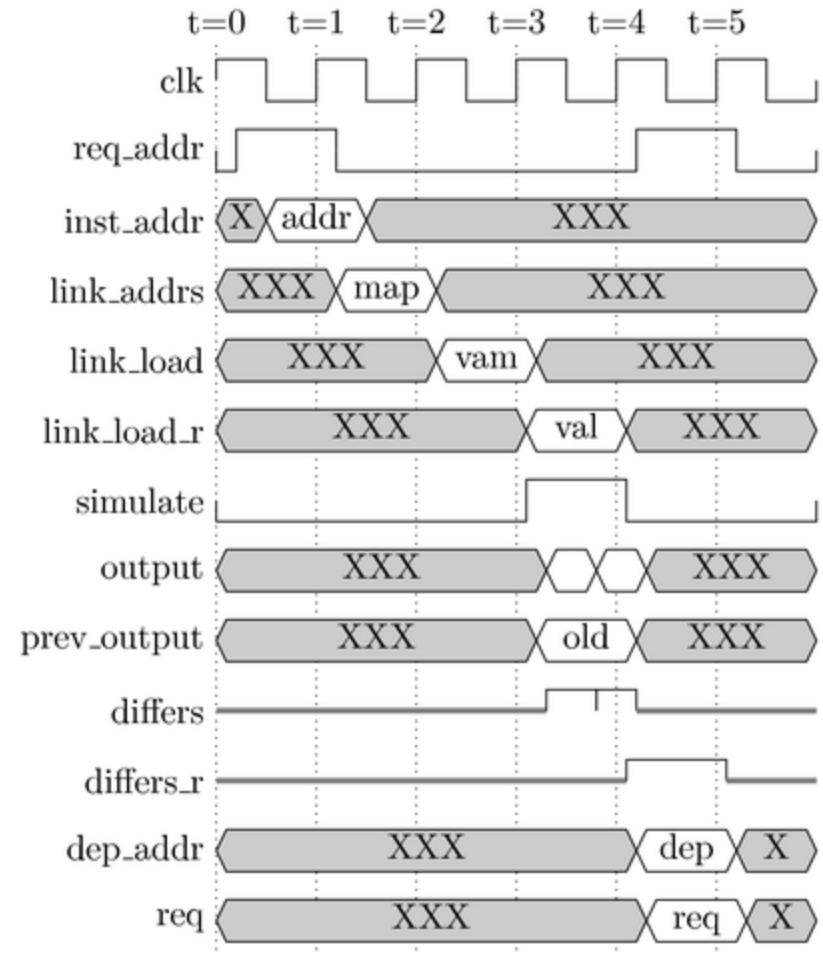 t=0 t=1 t=2 t=3 t=4 t=5
clk
req_addr
inst_addr X addr XXX
link_addrs XXX map XXX
link_load XXX vam XXX
link_load_r XXX val XXX
simulate
output XXX XXX
prev_output XXX old XXX
differs
differs_r
dep_addr XXX dep X
req XXX req X